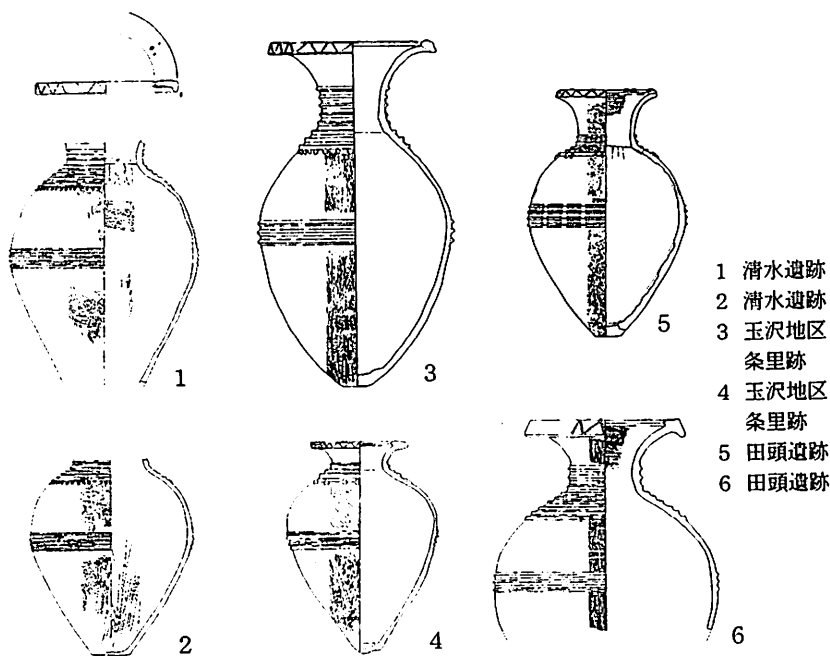 1
2
3
4
5
6
1 清水遺跡
2 清水遺跡
3 玉沢地区
条里跡
4 玉沢地区
条里跡
5 田頭遺跡
6 田頭遺跡